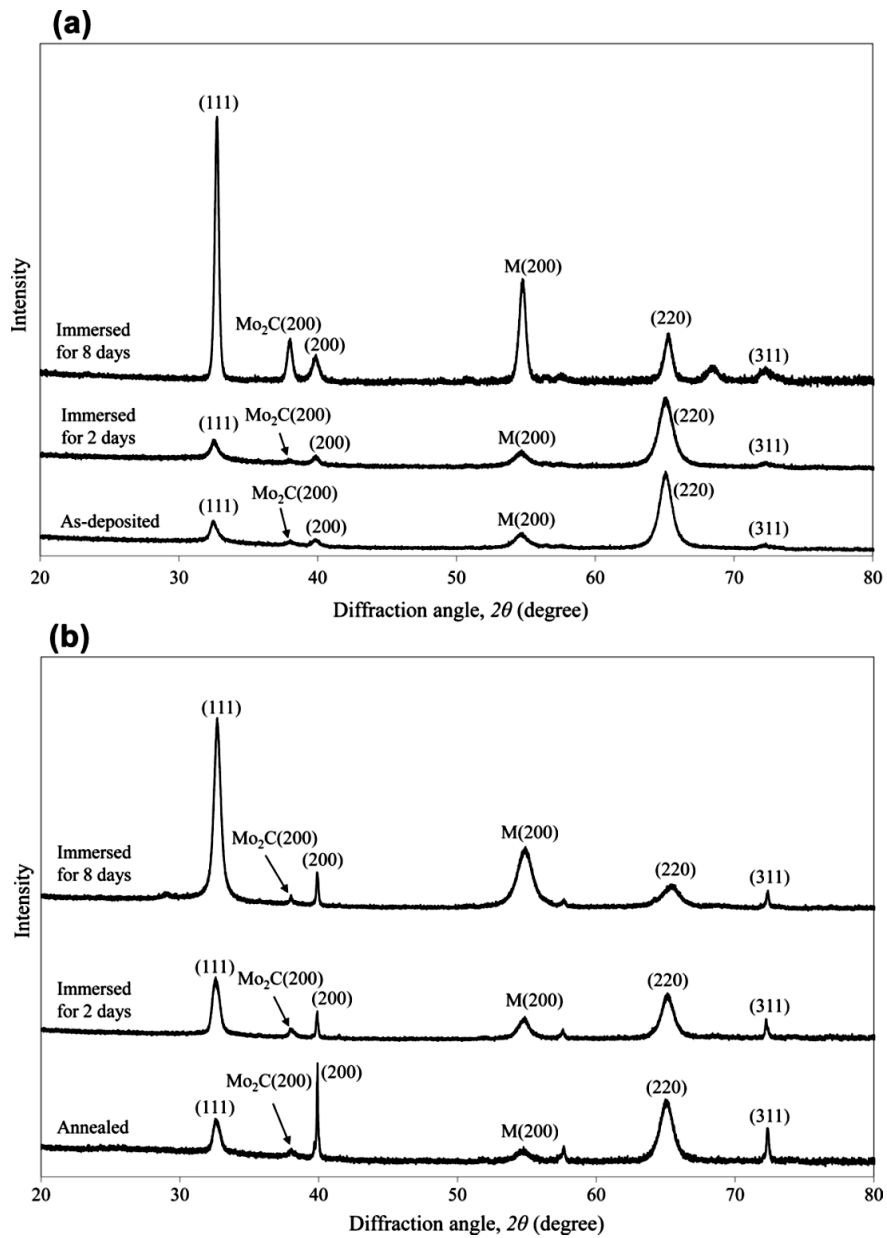 (a)
(111)
M(200)
(220)
Mo₂C(200)
(200)
(311)
Immersed
for 8 days
(111)
Mo₂C(200)
(200)
M(200)
(220)
(311)
Immersed
for 2 days
(111)
Mo₂C(200)
(200)
M(200)
(220)
(311)
As-deposited
Intensity
20 30 40 50 60 70 80
Diffraction angle, 2θ (degree)
(b)
(111)
Mo₂C(200)
(200)
M(200)
(220)
(311)
Immersed
for 8 days
(111)
Mo₂C(200)
(200)
M(200)
(220)
(311)
Immersed
for 2 days
(111)
Mo₂C(200)
(200)
M(200)
(220)
(311)
Annealed
Intensity
20 30 40 50 60 70 80
Diffraction angle, 2θ (degree)